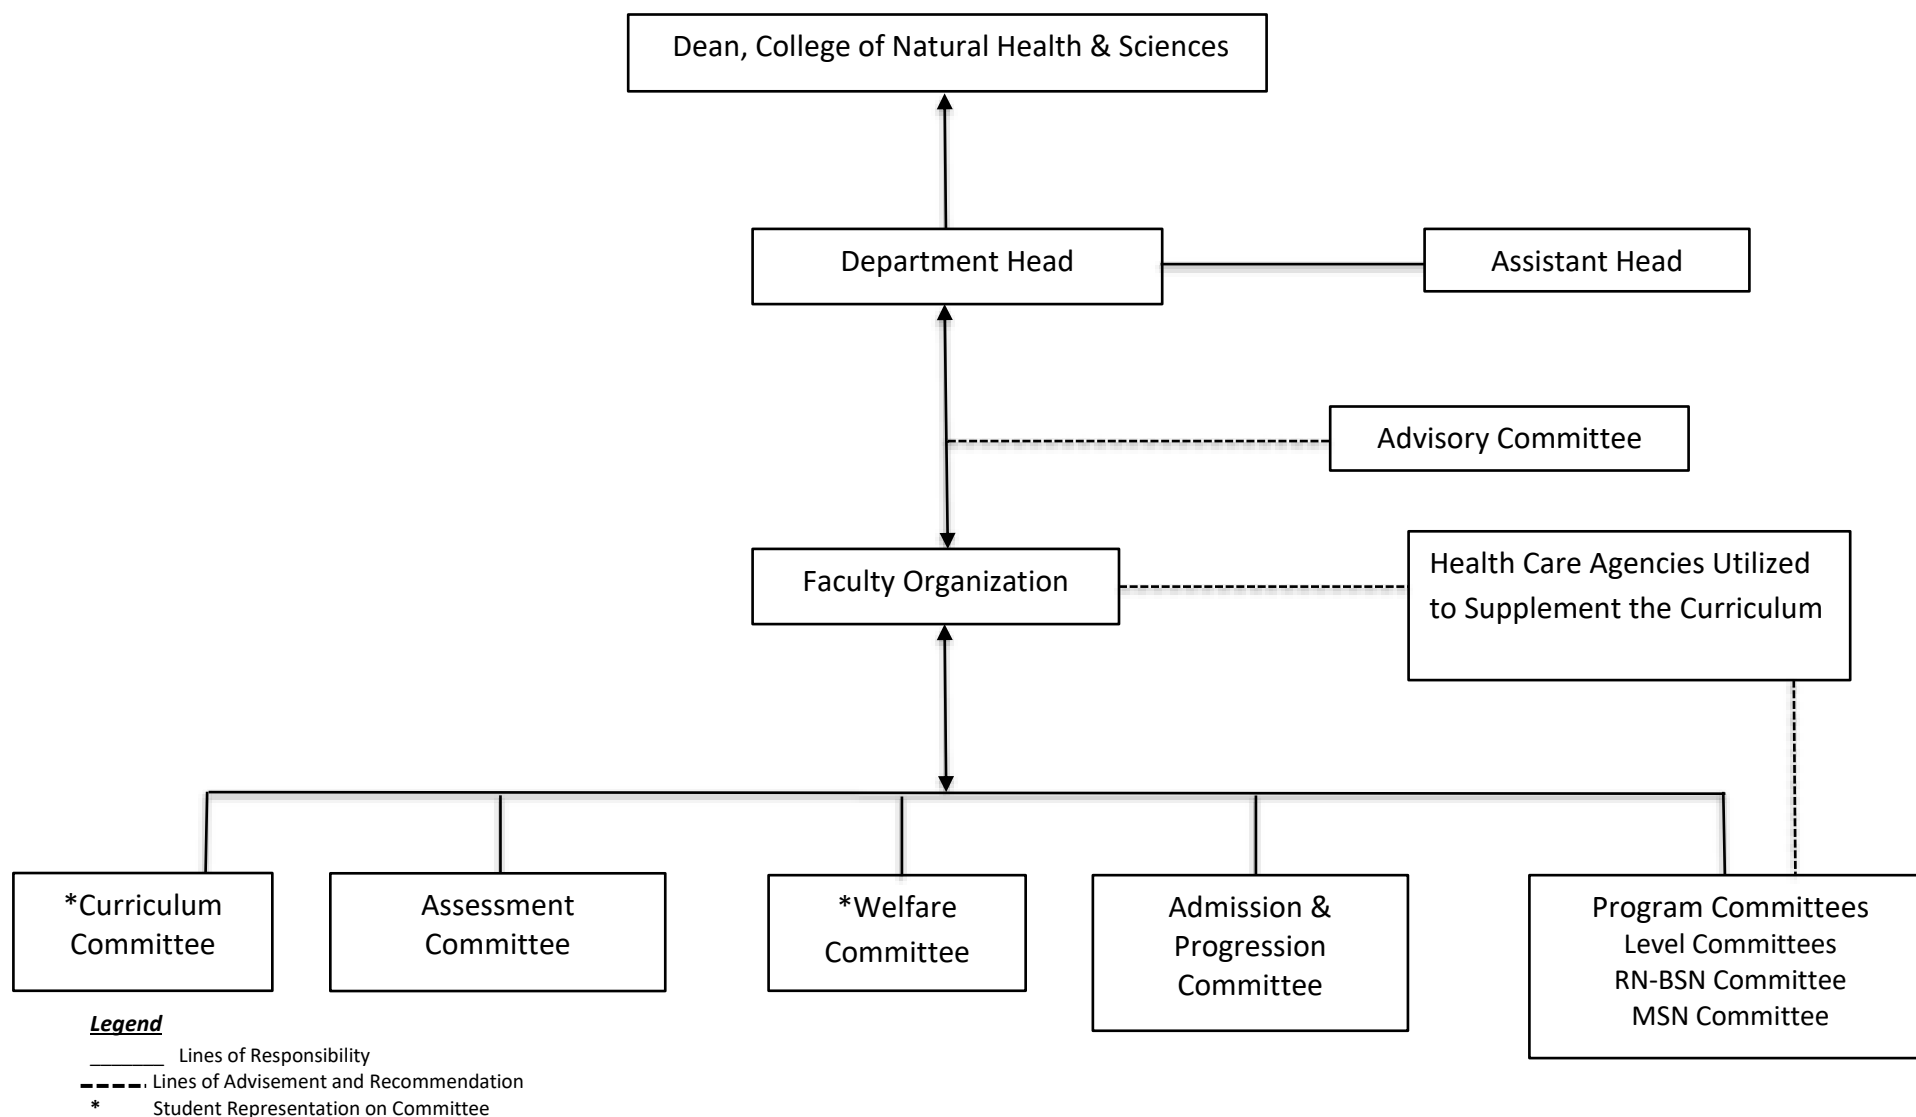 Dean, College of Natural Health & Sciences
Department Head
Assistant Head
Advisory Committee
Faculty Organization
Health Care Agencies Utilized
to Supplement the Curriculum
*Curriculum
Committee
Assessment
Committee
*Welfare
Committee
Admission &
Progression
Committee
Program Committees
Level Committees
RN-BSN Committee
MSN Committee
Legend
_______ Lines of Responsibility
Lines of Advisement and Recommendation
* Student Representation on Committee